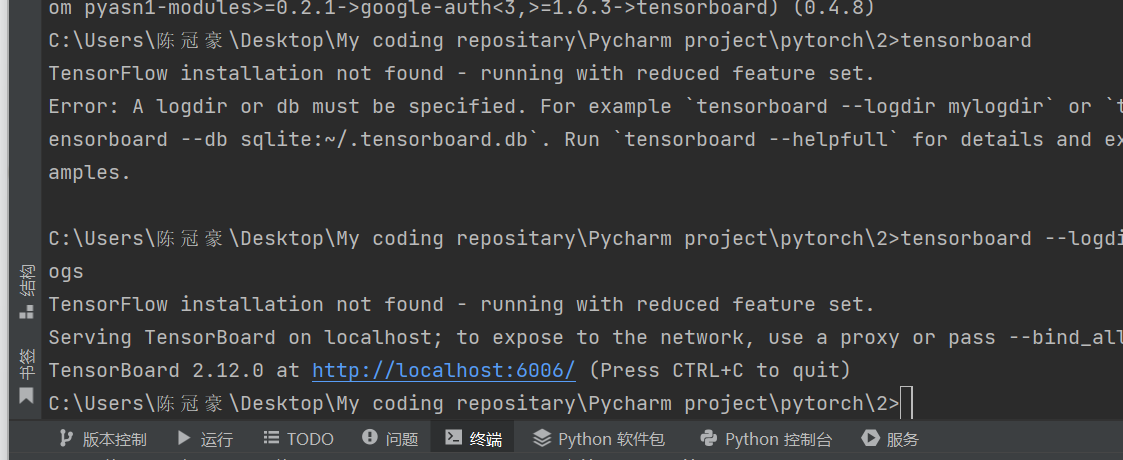 om pyasn1-modules>=0.2.1->google-auth<3,>=1.6.3->tensorboard) (0.4.8)
C:\Users\陈冠豪\Desktop\My coding repositary\Pycharm project\pytorch\2>tensorboard
TensorFlow installation not found - running with reduced feature set.
Error: A logdir or db must be specified. For example `tensorboard --logdir mylogdir` or `t
ensorboard --db sqlite:~/.tensorboard.db`. Run `tensorboard --helpfull` for details and ex
amples.
C:\Users\陈冠豪\Desktop\My coding repositary\Pycharm project\pytorch\2>tensorboard --logdi
ogs
TensorFlow installation not found - running with reduced feature set.
Serving TensorBoard on localhost; to expose to the network, use a proxy or pass --bind_all
TensorBoard 2.12.0 at http://localhost:6006/ (Press CTRL+C to quit)
C:\Users\陈冠豪\Desktop\My coding repositary\Pycharm project\pytorch\2>
结构
书签
版本控制 运行 TODO 问题 终端 Python 软件包 Python 控制台 服务